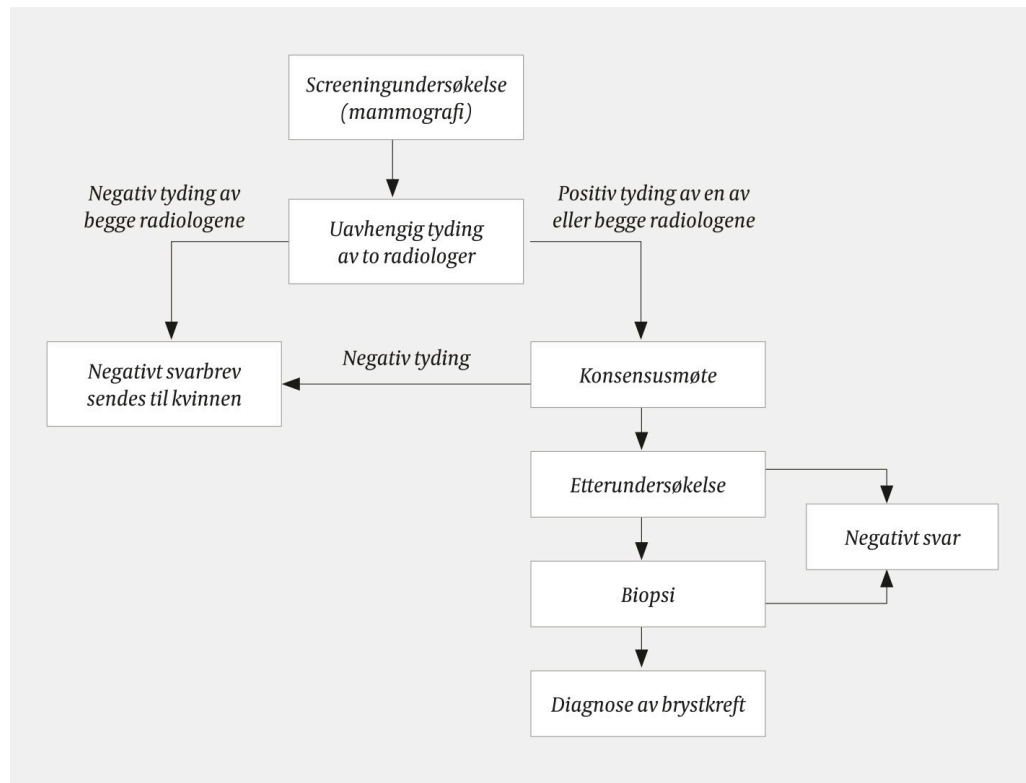 Screeningundersøkelse
(mammografi)
Negativ tyding av
begge radiologene
Positiv tyding av en av
eller begge radiologene
Uavhengig tyding
av to radiologer
Negativt svarbrev
sendes til kvinnen
Negativ tyding
Konsensusmøte
Etterundersøkelse
Negativt svar
Biopsi
Diagnose av brystkreft